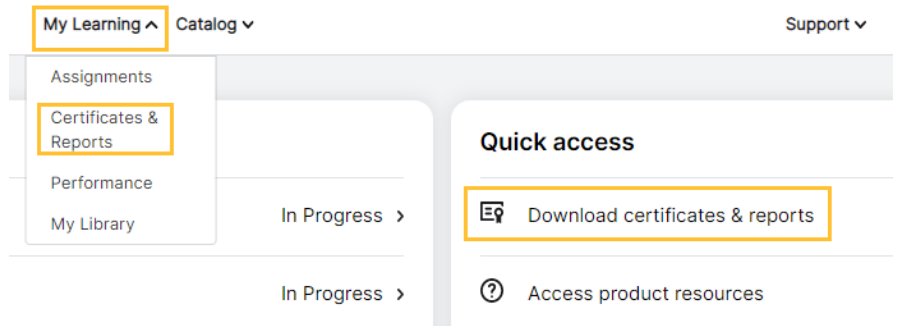 My Learning Catalog Support
Assignments
Certificates &
Reports
Performance
My Library
In Progress
In Progress
Quick access
Download certificates & reports
Access product resources